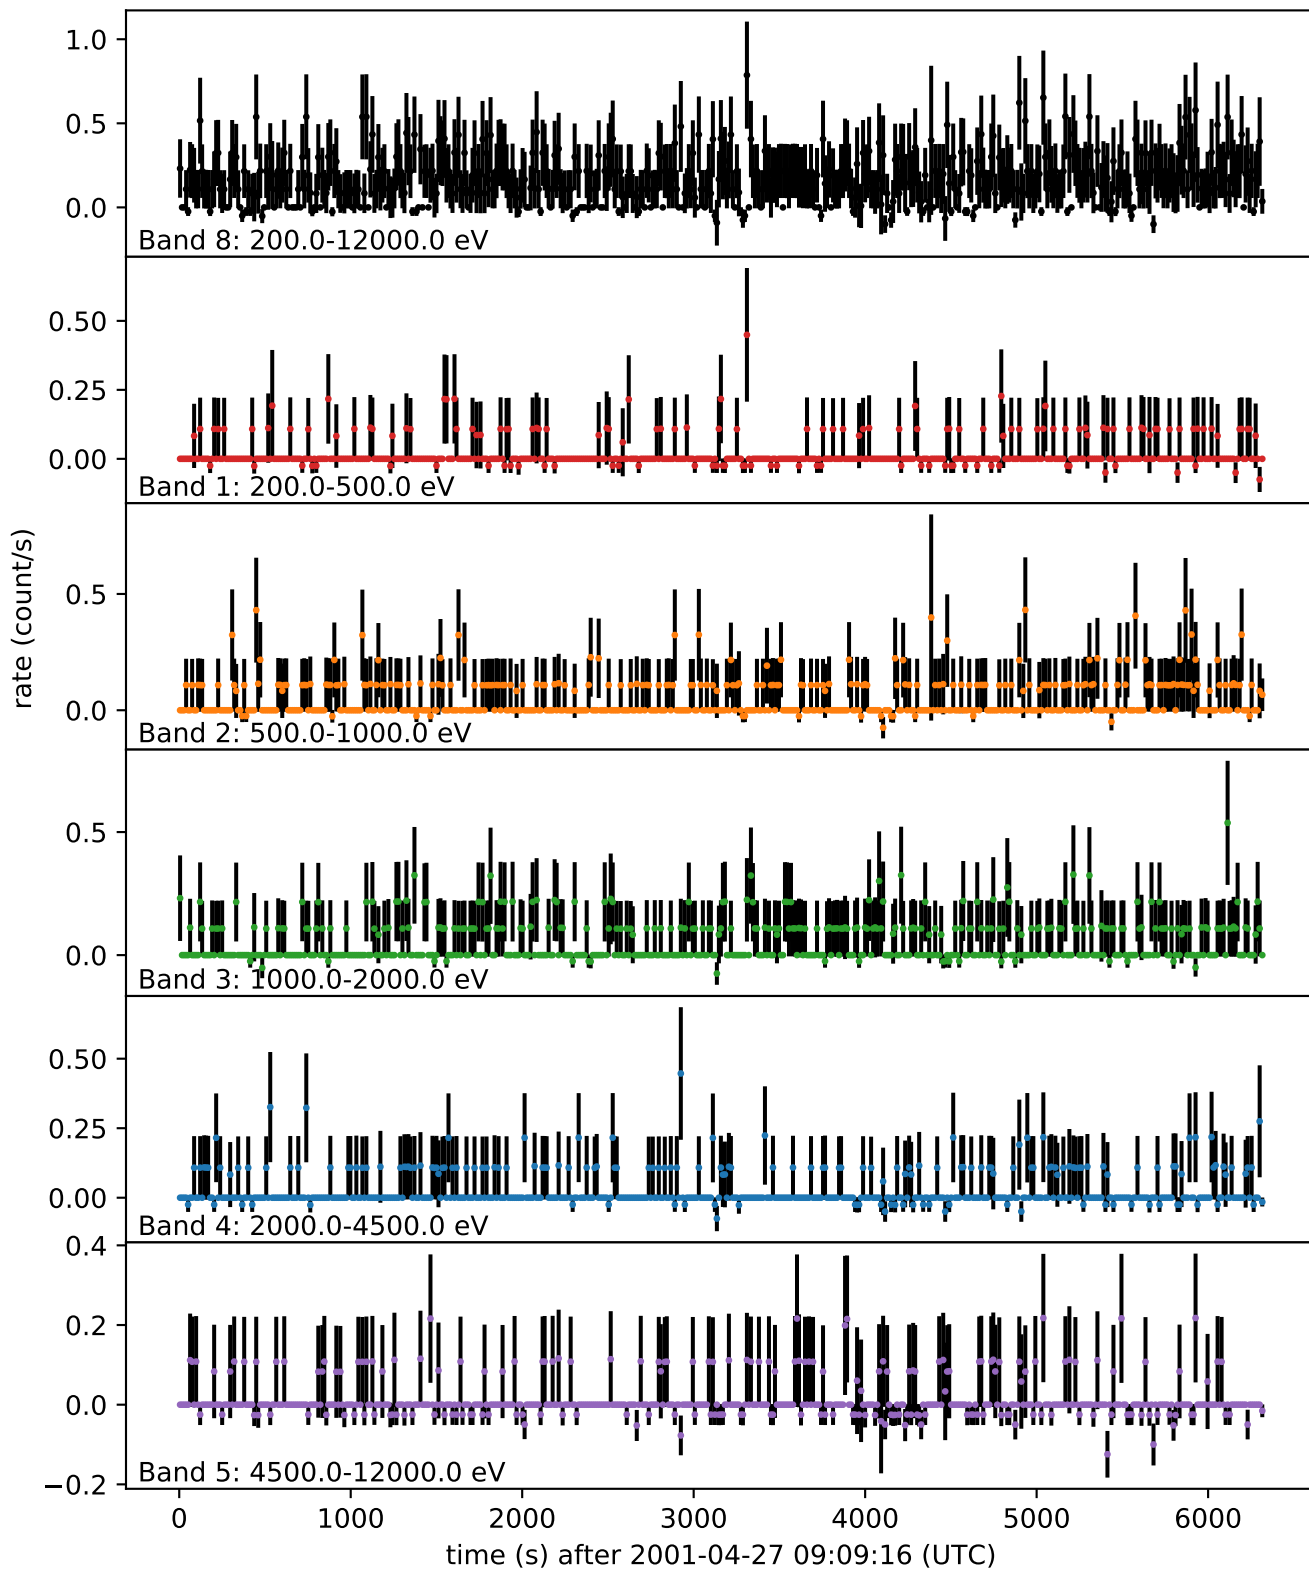 1.0
0.5
0.0
Band 8: 200.0-12000.0 eV
0.50
0.25
0.00
Band 1: 200.0-500.0 eV
rate (count/s)
0.5
0.0
Band 2: 500.0-1000.0 eV
0.5
0.0
Band 3: 1000.0-2000.0 eV
0.50
0.25
0.00
Band 4: 2000.0-4500.0 eV
0.4
0.2
0.0
−0.2
Band 5: 4500.0-12000.0 eV
0 1000 2000 3000 4000 5000 6000
time (s) after 2001-04-27 09:09:16 (UTC)